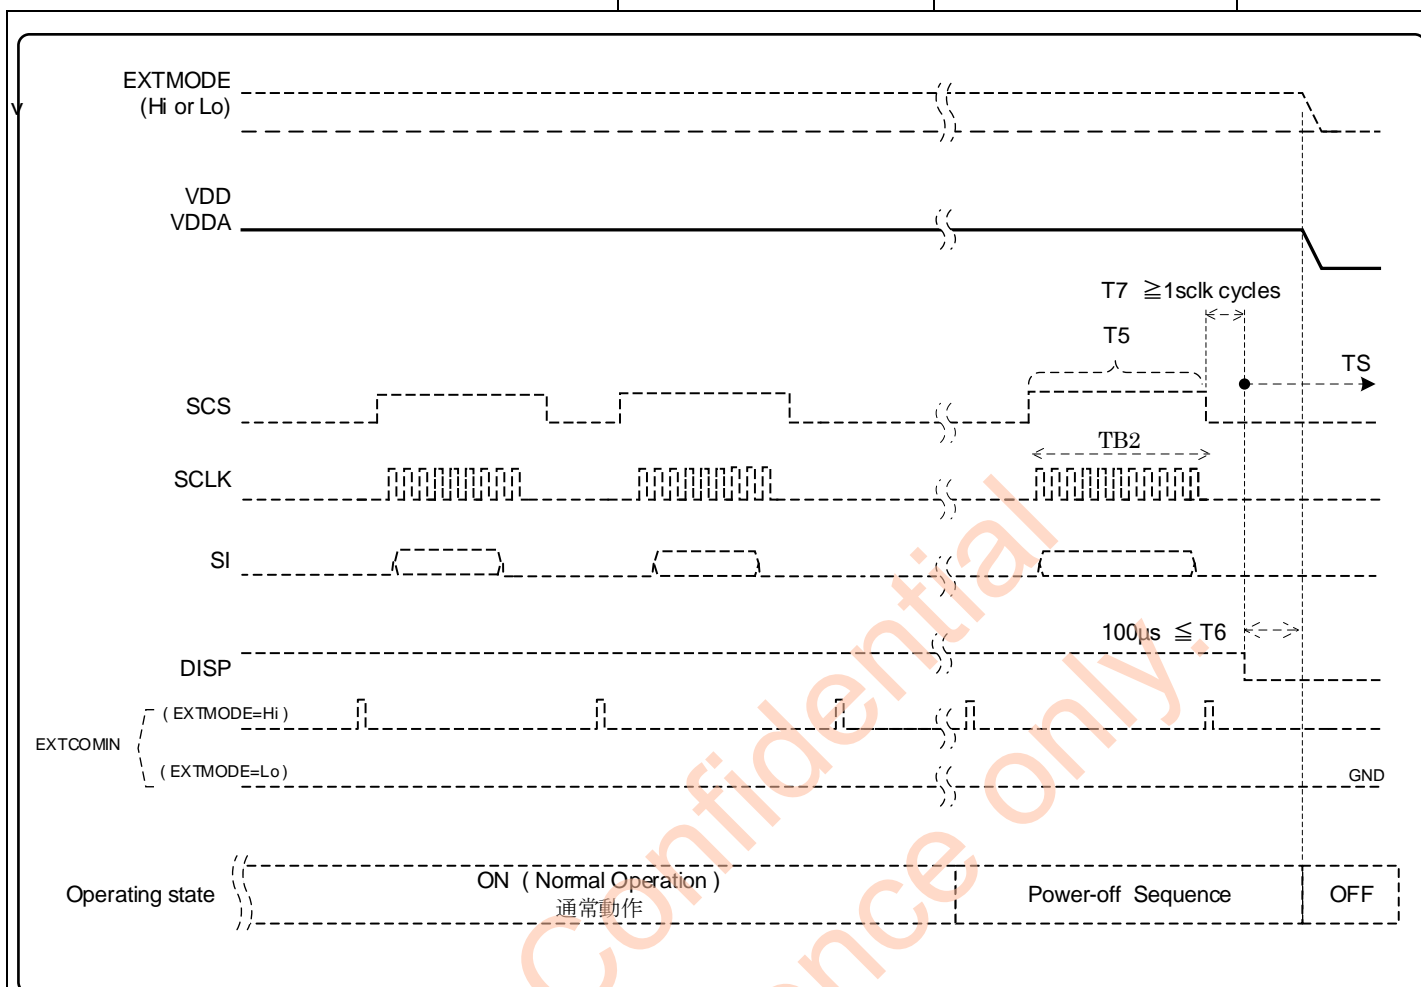 EXTMODE
(Hi or Lo)
VDD
VDDA
T7 ≧1sclk cycles
T5
TS
SCS
TB2
SCLK
SI
100μs ≦ T6
DISP
EXTCOMIN
( EXTMODE=Hi )
( EXTMODE=Lo )
GND
Operating state
ON ( Normal Operation )
通常動作
Power-off Sequence
OFF
Confidential
ence only.